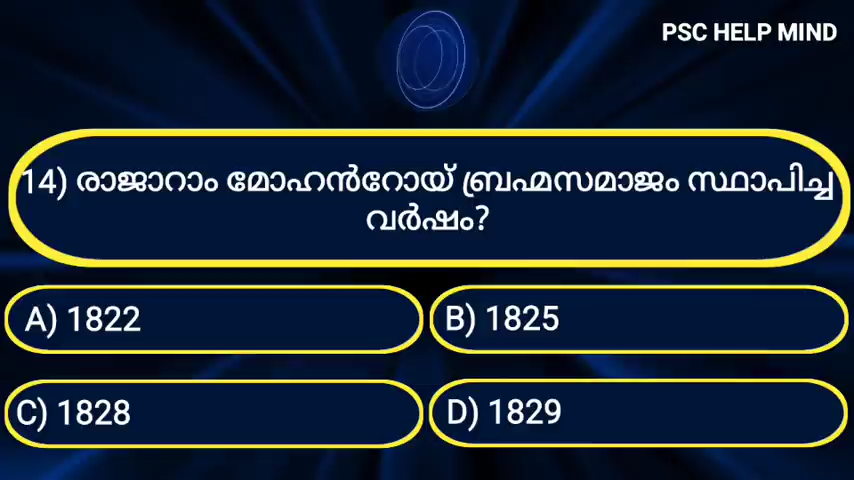 PSC HELP MIND
14) രാജാറാം മോഹൻറോയ് ബ്രഹ്മസമാജം സ്ഥാപിച്ച
വർഷം?
A) 1822
B) 1825
C) 1828
D) 1829